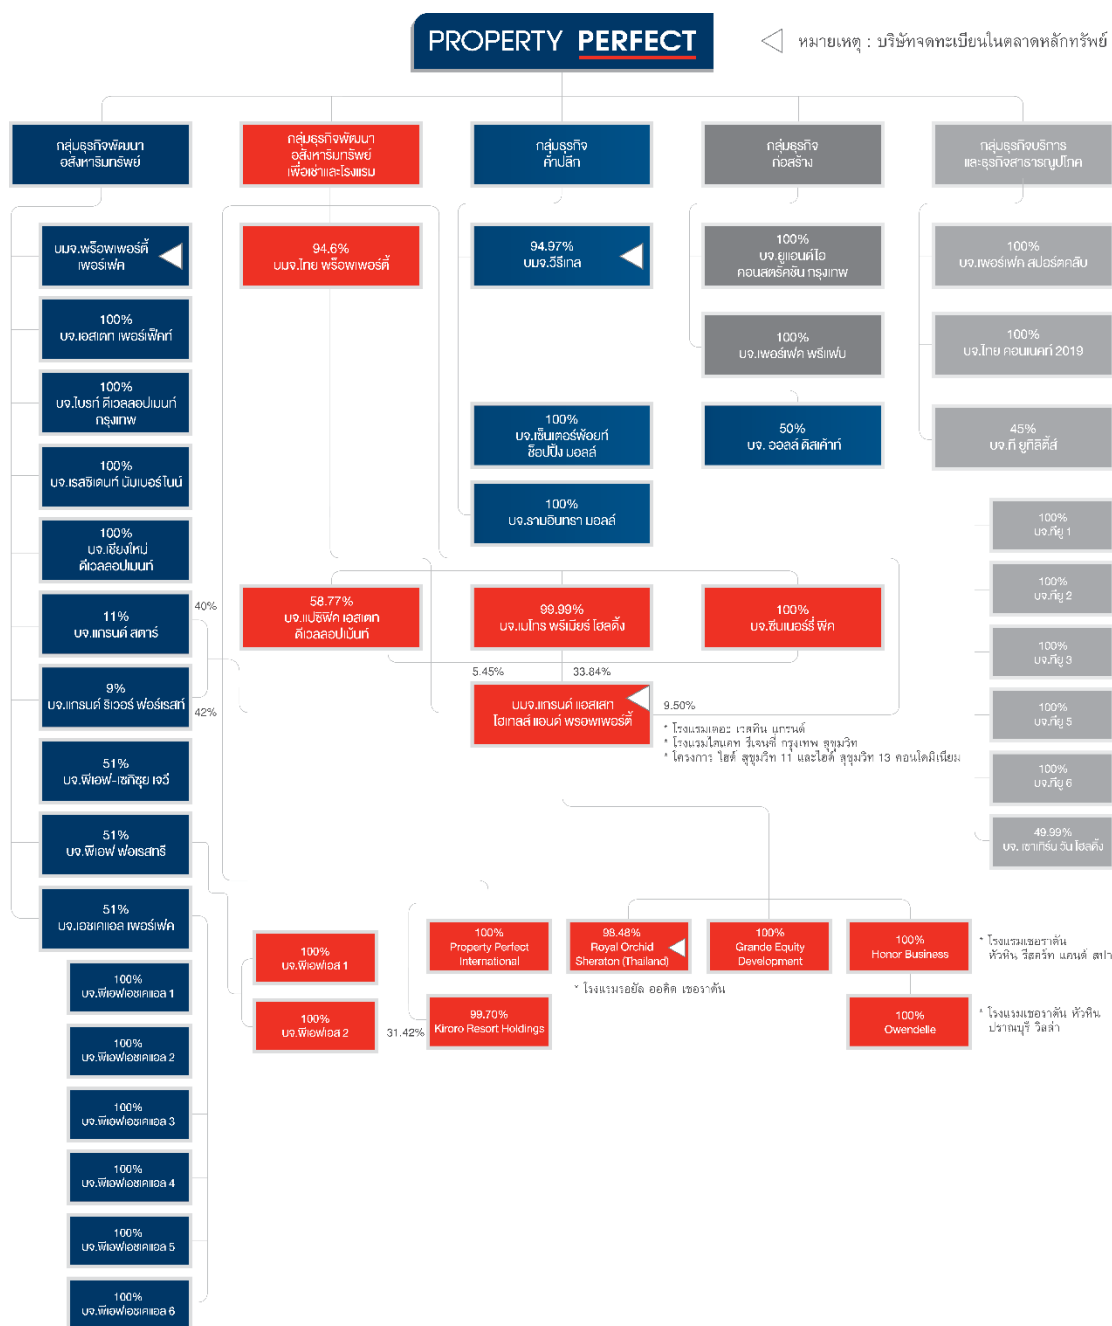 PROPERTY PERFECT
หมายเหตุ : บริษัทจดทะเบียนในตลาดหลักทรัพย์
กลุ่มธุรกิจพัฒนา
อสังหาริมทรัพย์
กลุ่มธุรกิจพัฒนา
อสังหาริมทรัพย์
เพื่อเช่าและโรงแรม
กลุ่มธุรกิจ
ค้าปลีก
กลุ่มธุรกิจ
ก่อสร้าง
กลุ่มธุรกิจบริการ
และธุรกิจสาธารณูปโภค
บมจ.พร็อพเพอร์ตี้
เพอร์เฟค
100%
บจ.เอสเตท เพอร์เฟ็คท์
100%
บจ.ไบรท์ ดีเวลลอปเมนท์
กรุงเทพ
100%
บจ.เรสซิเดนท์ นัมเบอร์ไนน์
100%
บจ.เชียงใหม่
ดีเวลลอปเมนท์
11%
บจ.แกรนด์ สตาร์
40%
9%
บจ.แกรนด์ ริเวอร์ ฟอร์เรสท์
42%
51%
บจ.พีเอฟ-เซกิซุย เจวี
51%
บจ.พีเอฟ ฟอเรสทรี
51%
บจ.เอชเคแอล เพอร์เฟค
100%
บจ.พีเอฟเอชเคแอล 1
100%
บจ.พีเอฟเอชเคแอล 2
100%
บจ.พีเอฟเอชเคแอล 3
100%
บจ.พีเอฟเอชเคแอล 4
100%
บจ.พีเอฟเอชเคแอล 5
100%
บจ.พีเอฟเอชเคแอล 6
94.6%
บมจ.ไทย พร็อพเพอร์ตี้
94.97%
บมจ.วีรีเทล
100%
บจ.เซ็นเตอร์พ้อยท์
ช็อปปิ้ง มอลล์
100%
บจ.รามอินทรา มอลล์
100%
บจ.ยูแอนด์ไอ
คอนสตรัคชัน กรุงเทพ
100%
บจ.เพอร์เฟค พรีแฟบ
50%
บจ. ออลล์ ดิสเค้าท์
100%
บจ.เพอร์เฟค สปอร์ตคลับ
100%
บจ.ไทย คอนเนคท์ 2019
45%
บจ.ที ยูทิลิตี้ส์
100%
บจ.ทียู 1
100%
บจ.ทียู 2
100%
บจ.ทียู 3
100%
บจ.ทียู 5
100%
บจ.ทียู 6
49.99%
บจ. เซาเทิร์น วัน โฮลดิ้ง
58.77%
บจ.แปซิฟิค เอสเตท
ดีเวลลอปเม้นท์
99.99%
บจ.เมโทร พรีเมียร์ โฮลดิ้ง
100%
บจ.ซินเนอร์รี่ พีค
5.45%
33.84%
บมจ.แกรนด์ แอสเสท
โฮเทลส์ แอนด์ พรอพเพอร์ตี้
9.50%
* โรงแรมเดอะ เวสทิน แกรนด์
* โรงแรมไฮแอท รีเจนซี่ กรุงเทพ สุขุมวิท
* โครงการ ไฮด์ สุขุมวิท 11 และไฮด์ สุขุมวิท 13 คอนโดมิเนียม
100%
บจ.พีเอฟเอส 1
100%
บจ.พีเอฟเอส 2
100%
Property Perfect
International
31.42%
99.70%
Kiroro Resort Holdings
98.48%
Royal Orchid
Sheraton (Thailand)
* โรงแรมรอยัล ออคิด เชอราตัน
100%
Grande Equity
Development
100%
Honor Business
* โรงแรมเชอราตัน
หัวหิน รีสอร์ท แอนด์ สปา
100%
Owendelle
* โรงแรมเชอราตัน หัวหิน
ปราณบุรี วิลล่า